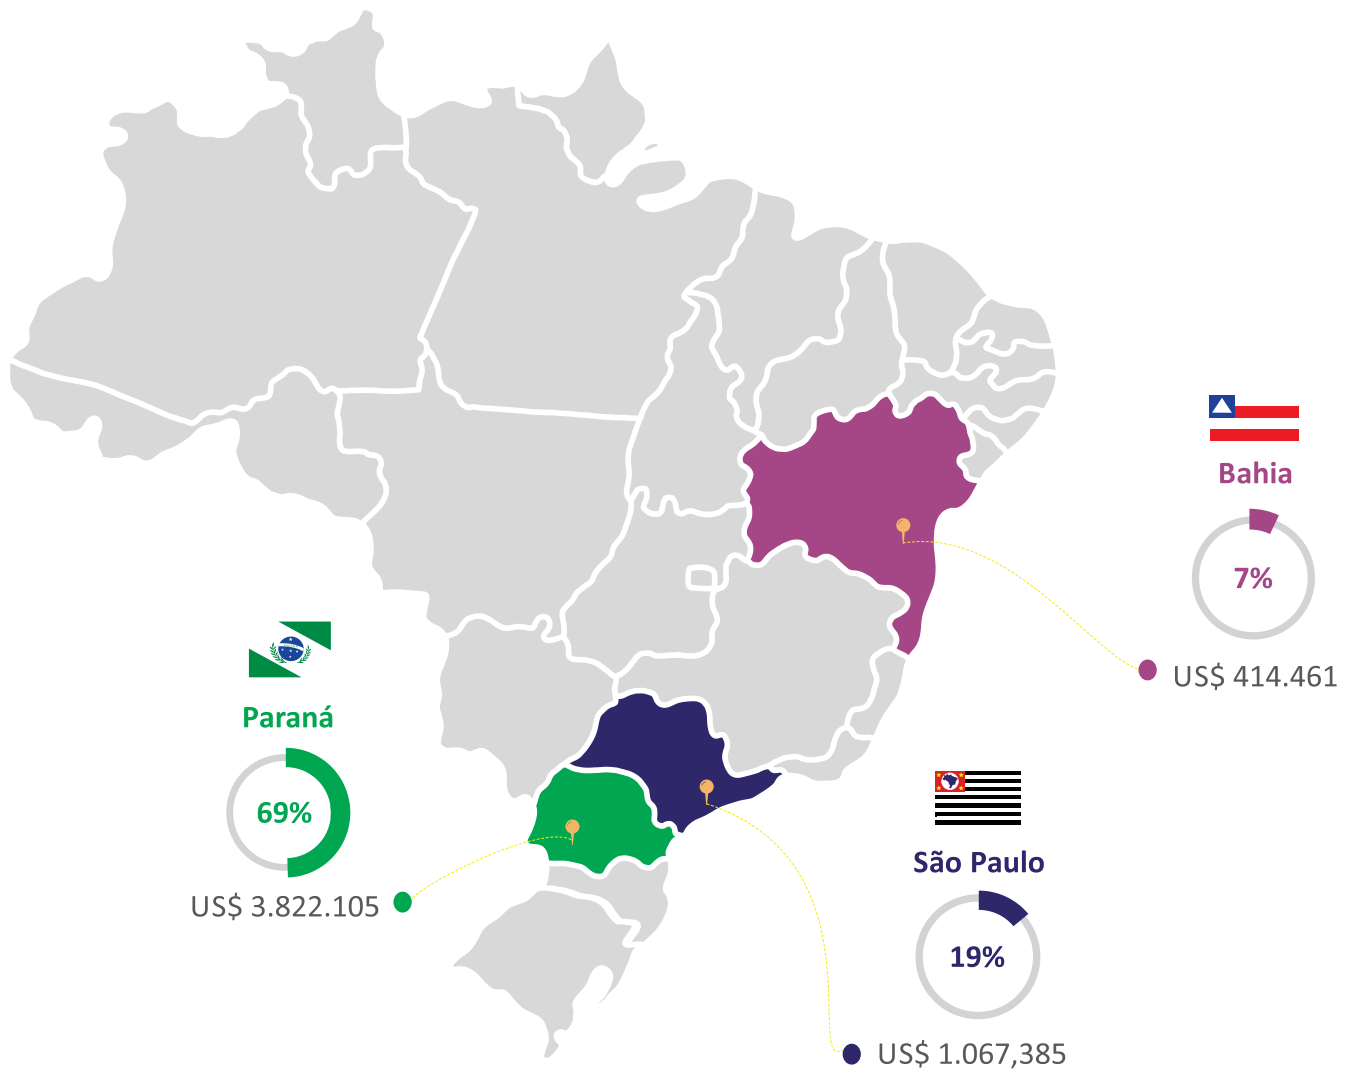 Bahia
7%
US$ 414.461
Paraná
69%
US$ 3.822.105
São Paulo
19%
US$ 1.067,385